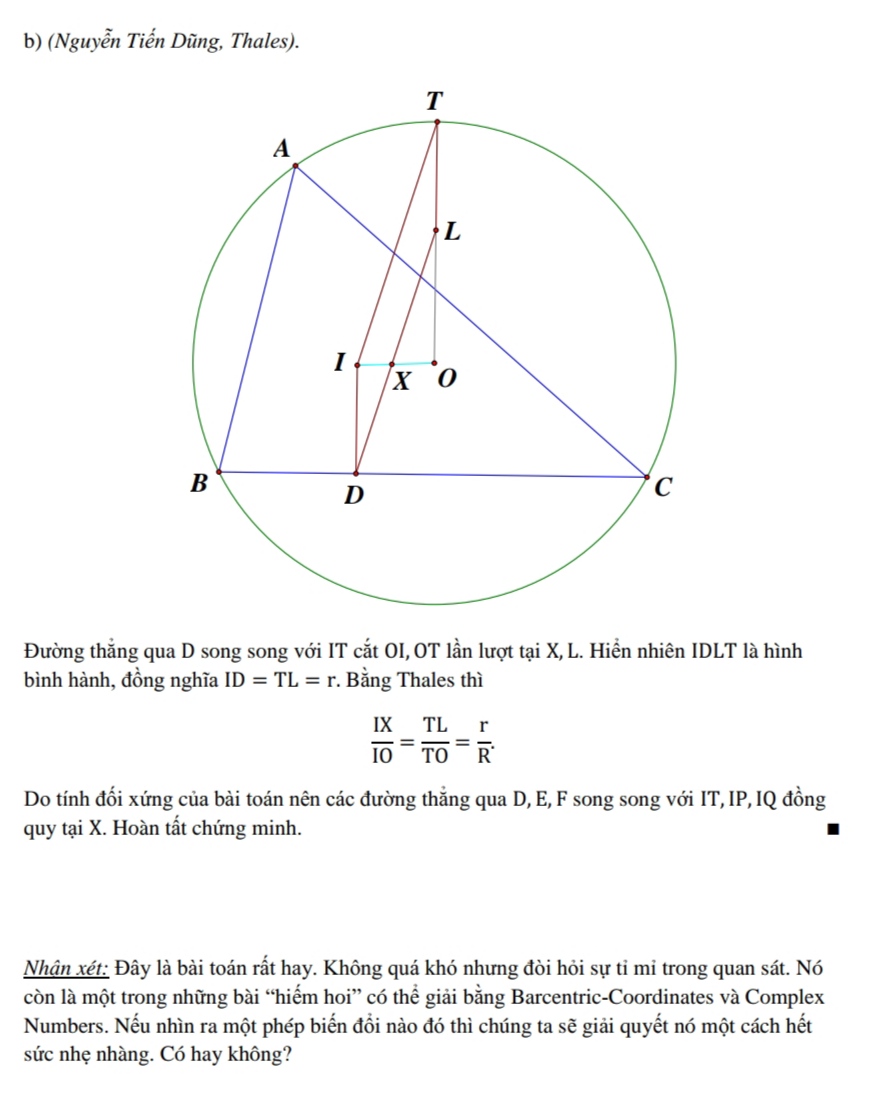 b) (Nguyễn Tiến Dũng, Thales).
T
A
L
I
X
O
B
D
C
Đường thẳng qua D song song với IT cắt OI, OT lần lượt tại X, L. Hiển nhiên IDLT là hình
bình hành, đồng nghĩa ID = TL = r. Bằng Thales thì
IX/IO = TL/TO = r/R.
Do tính đối xứng của bài toán nên các đường thẳng qua D, E, F song song với IT, IP, IQ đồng
quy tại X. Hoàn tất chứng minh. ■
Nhận xét: Đây là bài toán rất hay. Không quá khó nhưng đòi hỏi sự tỉ mỉ trong quan sát. Nó
còn là một trong những bài “hiếm hoi” có thể giải bằng Barcentric-Coordinates và Complex
Numbers. Nếu nhìn ra một phép biến đổi nào đó thì chúng ta sẽ giải quyết nó một cách hết
sức nhẹ nhàng. Có hay không?